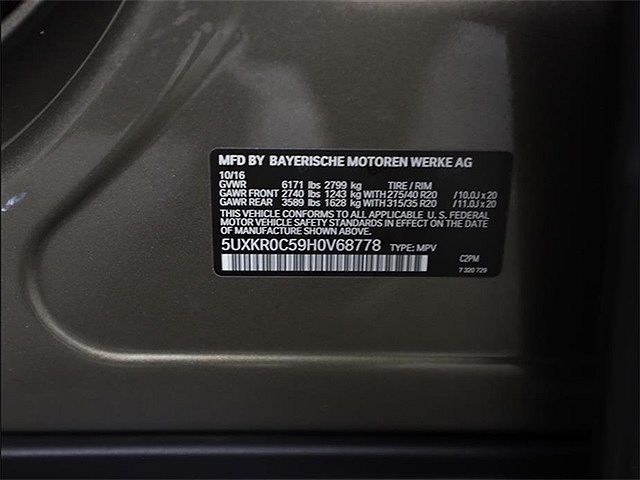 MFD BY BAYERISCHE MOTOREN WERKE AG
10/16
GVWR 6171 lbs 2799 kg TIRE / RIM
GAWR FRONT 2740 lbs 1243 kg WITH 275/40 R20 /10.0J x 20
GAWR REAR 3589 lbs 1628 kg WITH 315/35 R20 /11.0J x 20
THIS VEHICLE CONFORMS TO ALL APPLICABLE U. S. FEDERAL
MOTOR VEHICLE SAFETY STANDARDS IN EFFECT ON THE DATE
OF MANUFACTURE SHOWN ABOVE.
5UXKR0C59H0V68778 TYPE: MPV
C2PM
7 320 729